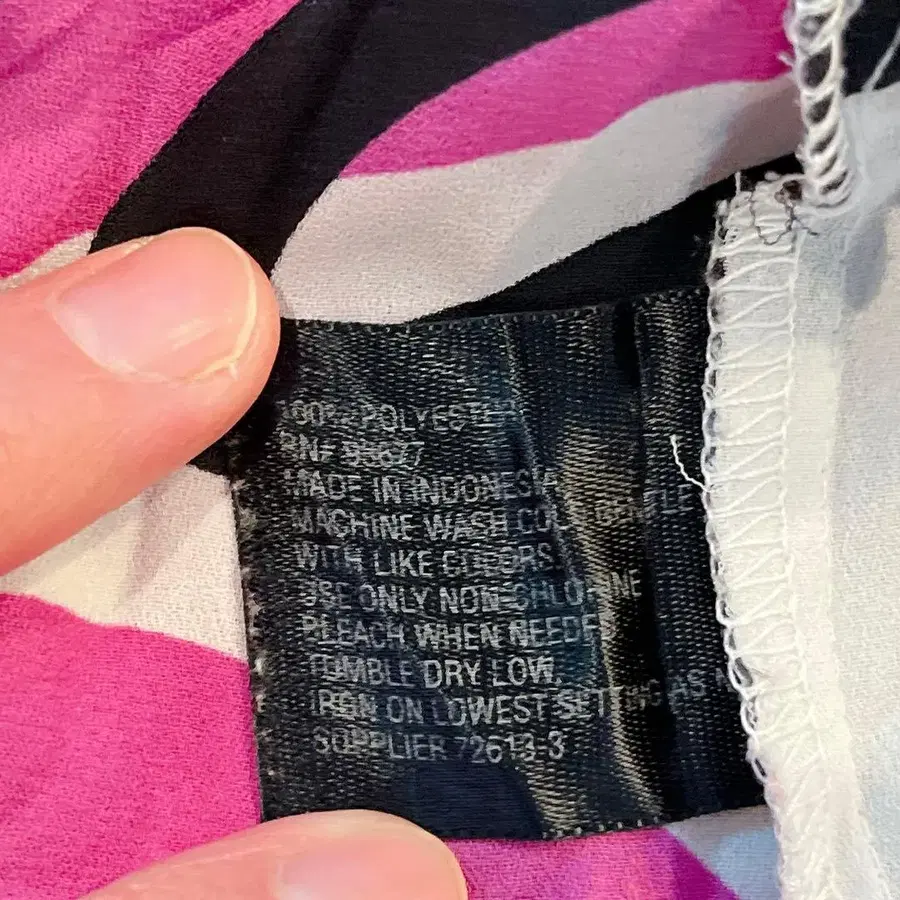 100% POLYESTER
RN# 93677
MADE IN INDONESIA
MACHINE WASH COLD GENTLE
WITH LIKE COLORS
USE ONLY NON-CHLORINE
BLEACH WHEN NEEDED
TUMBLE DRY LOW,
IRON ON LOWEST SETTING AS
SUPPLIER 72613-3